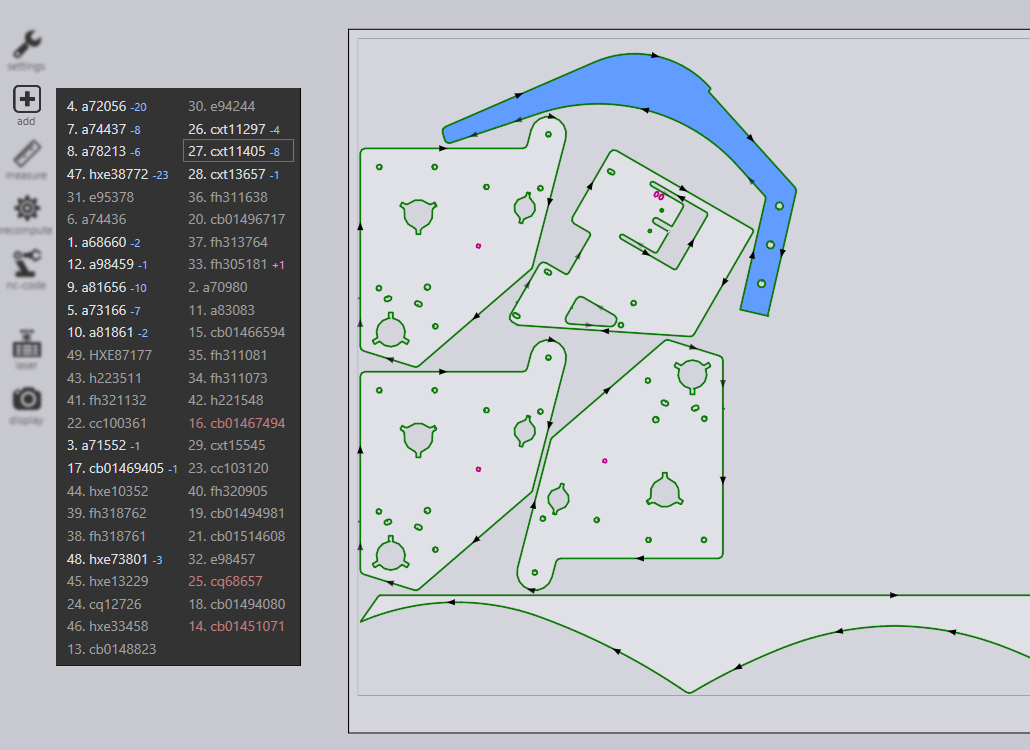 settings
add
measure
recompute
nc-code
laser
display
4. a72056 -20
7. a74437 -8
8. a78213 -6
47. hxe38772 -23
31. e95378
6. a74436
1. a68660 -2
12. a98459 -1
9. a81656 -10
5. a73166 -7
10. a81861 -2
49. HXE87177
43. h223511
41. fh321132
22. cc100361
3. a71552 -1
17. cb01469405 -1
44. hxe10352
39. fh318762
38. fh318761
48. hxe73801 -3
45. hxe13229
24. cq12726
46. hxe33458
13. cb0148823
30. e94244
26. cxt11297 -4
27. cxt11405 -8
28. cxt13657 -1
36. fh311638
20. cb01496717
37. fh313764
33. fh305181 +1
2. a70980
11. a83083
15. cb01466594
35. fh311081
34. fh311073
42. h221548
16. cb01467494
29. cxt15545
23. cc103120
40. fh320905
19. cb01494981
21. cb01514608
32. e98457
25. cq68657
18. cb01494080
14. cb01451071